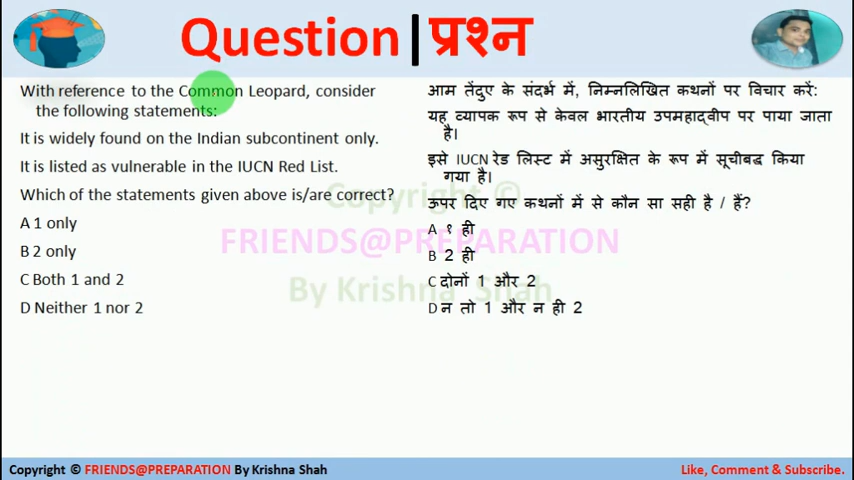 Question|प्रश्न
With reference to the Common Leopard, consider
the following statements:
It is widely found on the Indian subcontinent only.
It is listed as vulnerable in the IUCN Red List.
Which of the statements given above is/are correct?
A 1 only
B 2 only
C Both 1 and 2
D Neither 1 nor 2
आम तेंदुए के संदर्भ में, निम्नलिखित कथनों पर विचार करें:
यह व्यापक रूप से केवल भारतीय उपमहाद्वीप पर पाया जाता
है।
इसे IUCN रेड लिस्ट में असुरक्षित के रूप में सूचीबद्ध किया
गया है।
ऊपर दिए गए कथनों में से कौन सा सही है / हैं?
A १ ही
B 2 ही
C दोनों 1 और 2
D न तो 1 और न ही 2
Copyright ©
FRIENDS@PREPARATION
By Krishna Shah
Copyright © FRIENDS@PREPARATION By Krishna Shah
Like, Comment & Subscribe.